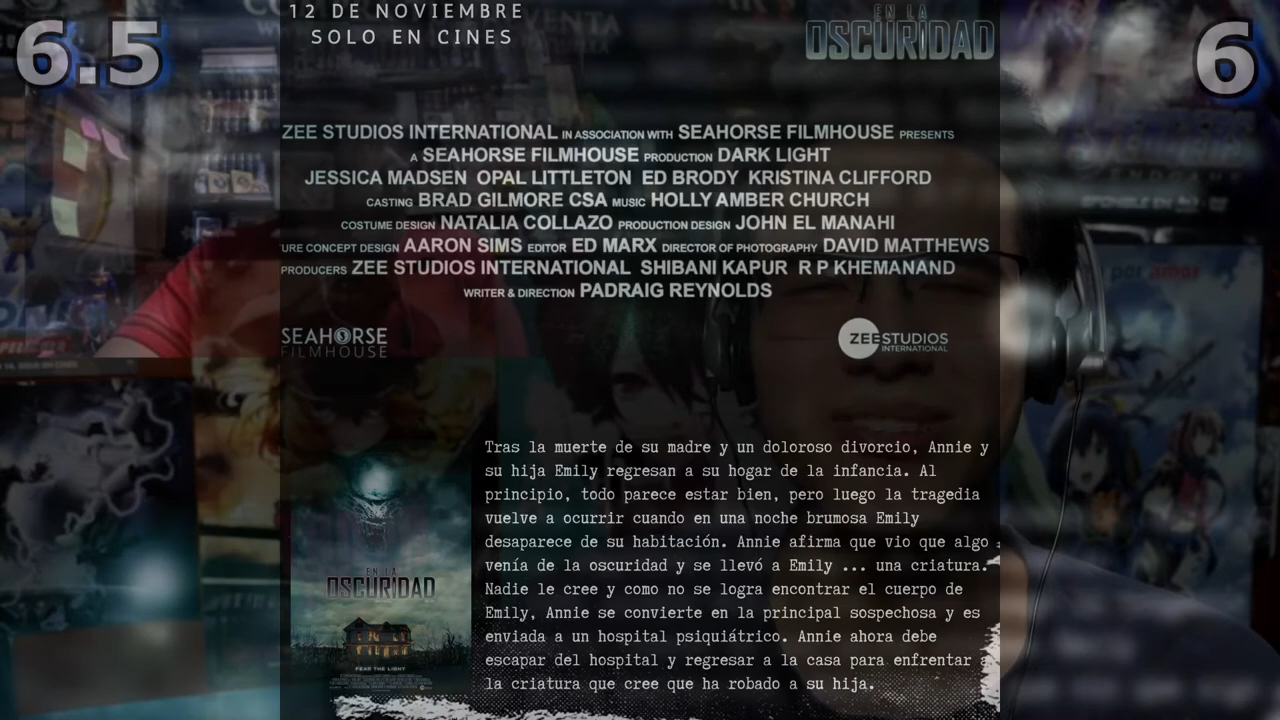 6.5
12 DE NOVIEMBRE
SOLO EN CINES
EN LA
OSCURIDAD
6
ZEE STUDIOS INTERNATIONAL IN ASSOCIATION WITH SEAHORSE FILMHOUSE PRESENTS
A SEAHORSE FILMHOUSE PRODUCTION DARK LIGHT
JESSICA MADSEN OPAL LITTLETON ED BRODY KRISTINA CLIFFORD
CASTING BRAD GILMORE CSA MUSIC HOLLY AMBER CHURCH
COSTUME DESIGN NATALIA COLLAZO PRODUCTION DESIGN JOHN EL MANAHI
URE CONCEPT DESIGN AARON SIMS EDITOR ED MARX DIRECTOR OF PHOTOGRAPHY DAVID MATTHEWS
PRODUCERS ZEE STUDIOS INTERNATIONAL SHIBANI KAPUR R P KHEMANAND
WRITER & DIRECTION PADRAIG REYNOLDS
SEAHORSE
FILMHOUSE
ZEESTUDIOS
INTERNATIONAL
por amor
Tras la muerte de su madre y un doloroso divorcio, Annie y
su hija Emily regresan a su hogar de la infancia. Al
principio, todo parece estar bien, pero luego la tragedia
vuelve a ocurrir cuando en una noche brumosa Emily
desaparece de su habitación. Annie afirma que vio que algo
venía de la oscuridad y se llevó a Emily ... una criatura.
Nadie le cree y como no se logra encontrar el cuerpo de
Emily, Annie se convierte en la principal sospechosa y es
enviada a un hospital psiquiátrico. Annie ahora debe
escapar del hospital y regresar a la casa para enfrentar a
la criatura que cree que ha robado a su hija.
EN LA
OSCURIDAD
FEAR THE LIGHT